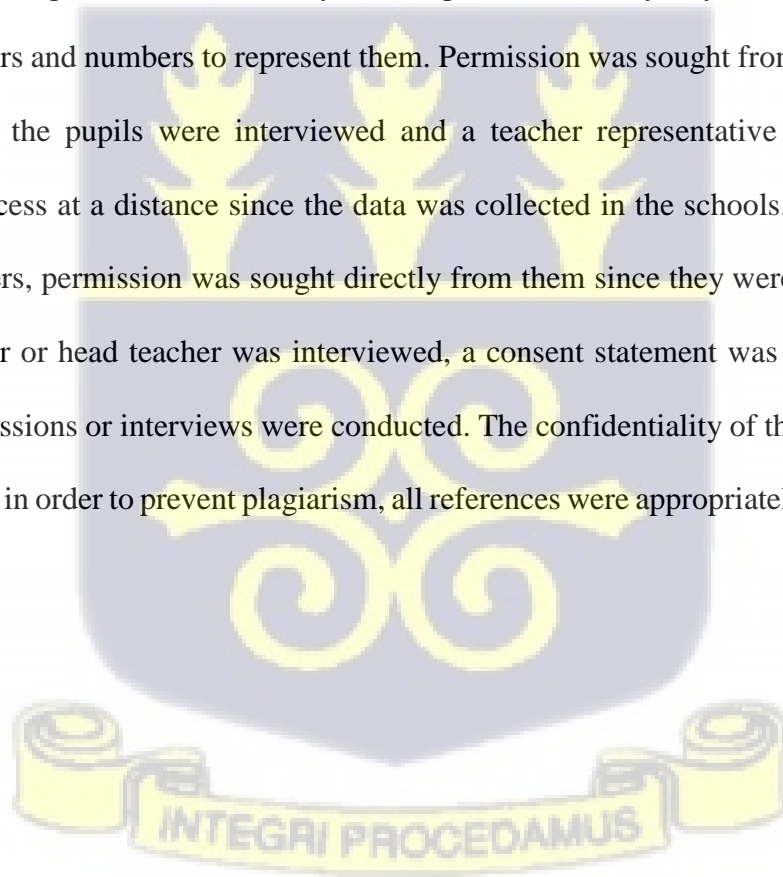 rs and numbers to represent them. Permission was sought from
the pupils were interviewed and a teacher representative
cess at a distance since the data was collected in the schools.
rs, permission was sought directly from them since they were
r or head teacher was interviewed, a consent statement was
ssions or interviews were conducted. The confidentiality of th
in order to prevent plagiarism, all references were appropriatel
INTEGRI PROCEDAMUS